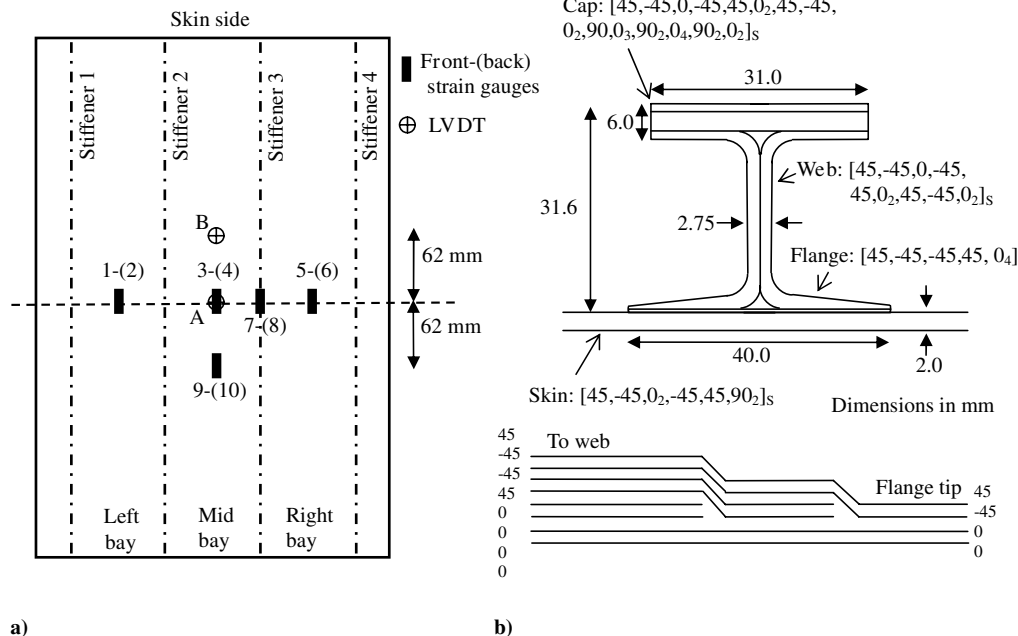 Skin side
Stiffener 1
Stiffener 2
Stiffener 3
Stiffener 4
Front-(back)
strain gauges
LVDT
B
62 mm
1-(2)
3-(4)
5-(6)
A
7-(8)
62 mm
9-(10)
Left
bay
Mid
bay
Right
bay
a)
Cap: [45,-45,0,-45,45,0₂,45,-45,
0₂,90,0₃,90₂,0₄,90₂,0₂]s
31.0
6.0
Web: [45,-45,0,-45,
45,0₂,45,-45,0₂]s
31.6
2.75
Flange: [45,-45,-45,45, 0₄]
40.0
2.0
Skin: [45,-45,0₂,-45,45,90₂]s
Dimensions in mm
45
-45
-45
45
0
0
0
0
To web
Flange tip
45
-45
0
0
b)